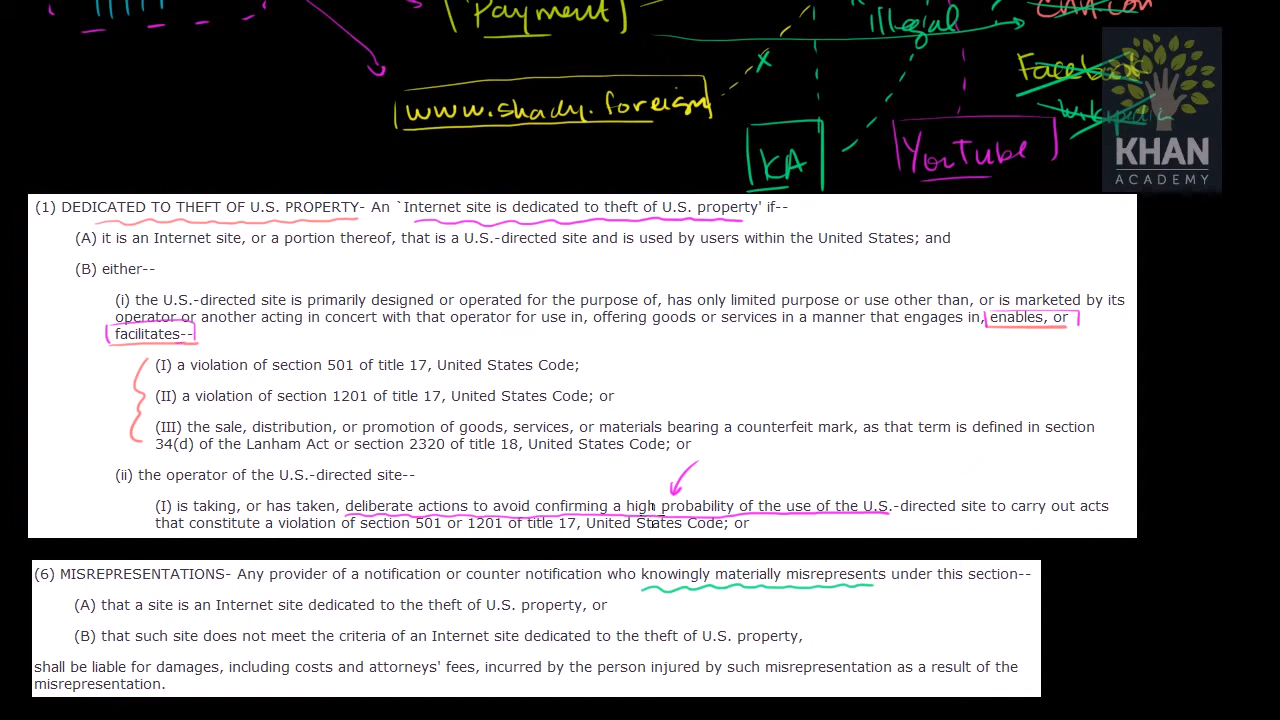 Payment
Illegal
www.shady.foreign
Facebook
Wikipedia
KA
YouTube
KHAN
ACADEMY
(1) DEDICATED TO THEFT OF U.S. PROPERTY- An `Internet site is dedicated to theft of U.S. property' if--
(A) it is an Internet site, or a portion thereof, that is a U.S.-directed site and is used by users within the United States; and
(B) either--
(i) the U.S.-directed site is primarily designed or operated for the purpose of, has only limited purpose or use other than, or is marketed by its
operator or another acting in concert with that operator for use in, offering goods or services in a manner that engages in, enables, or
facilitates--
(I) a violation of section 501 of title 17, United States Code;
(II) a violation of section 1201 of title 17, United States Code; or
(III) the sale, distribution, or promotion of goods, services, or materials bearing a counterfeit mark, as that term is defined in section
34(d) of the Lanham Act or section 2320 of title 18, United States Code; or
(ii) the operator of the U.S.-directed site--
(I) is taking, or has taken, deliberate actions to avoid confirming a high probability of the use of the U.S.-directed site to carry out acts
that constitute a violation of section 501 or 1201 of title 17, United States Code; or
(6) MISREPRESENTATIONS- Any provider of a notification or counter notification who knowingly materially misrepresents under this section--
(A) that a site is an Internet site dedicated to the theft of U.S. property, or
(B) that such site does not meet the criteria of an Internet site dedicated to the theft of U.S. property,
shall be liable for damages, including costs and attorneys' fees, incurred by the person injured by such misrepresentation as a result of the
misrepresentation.